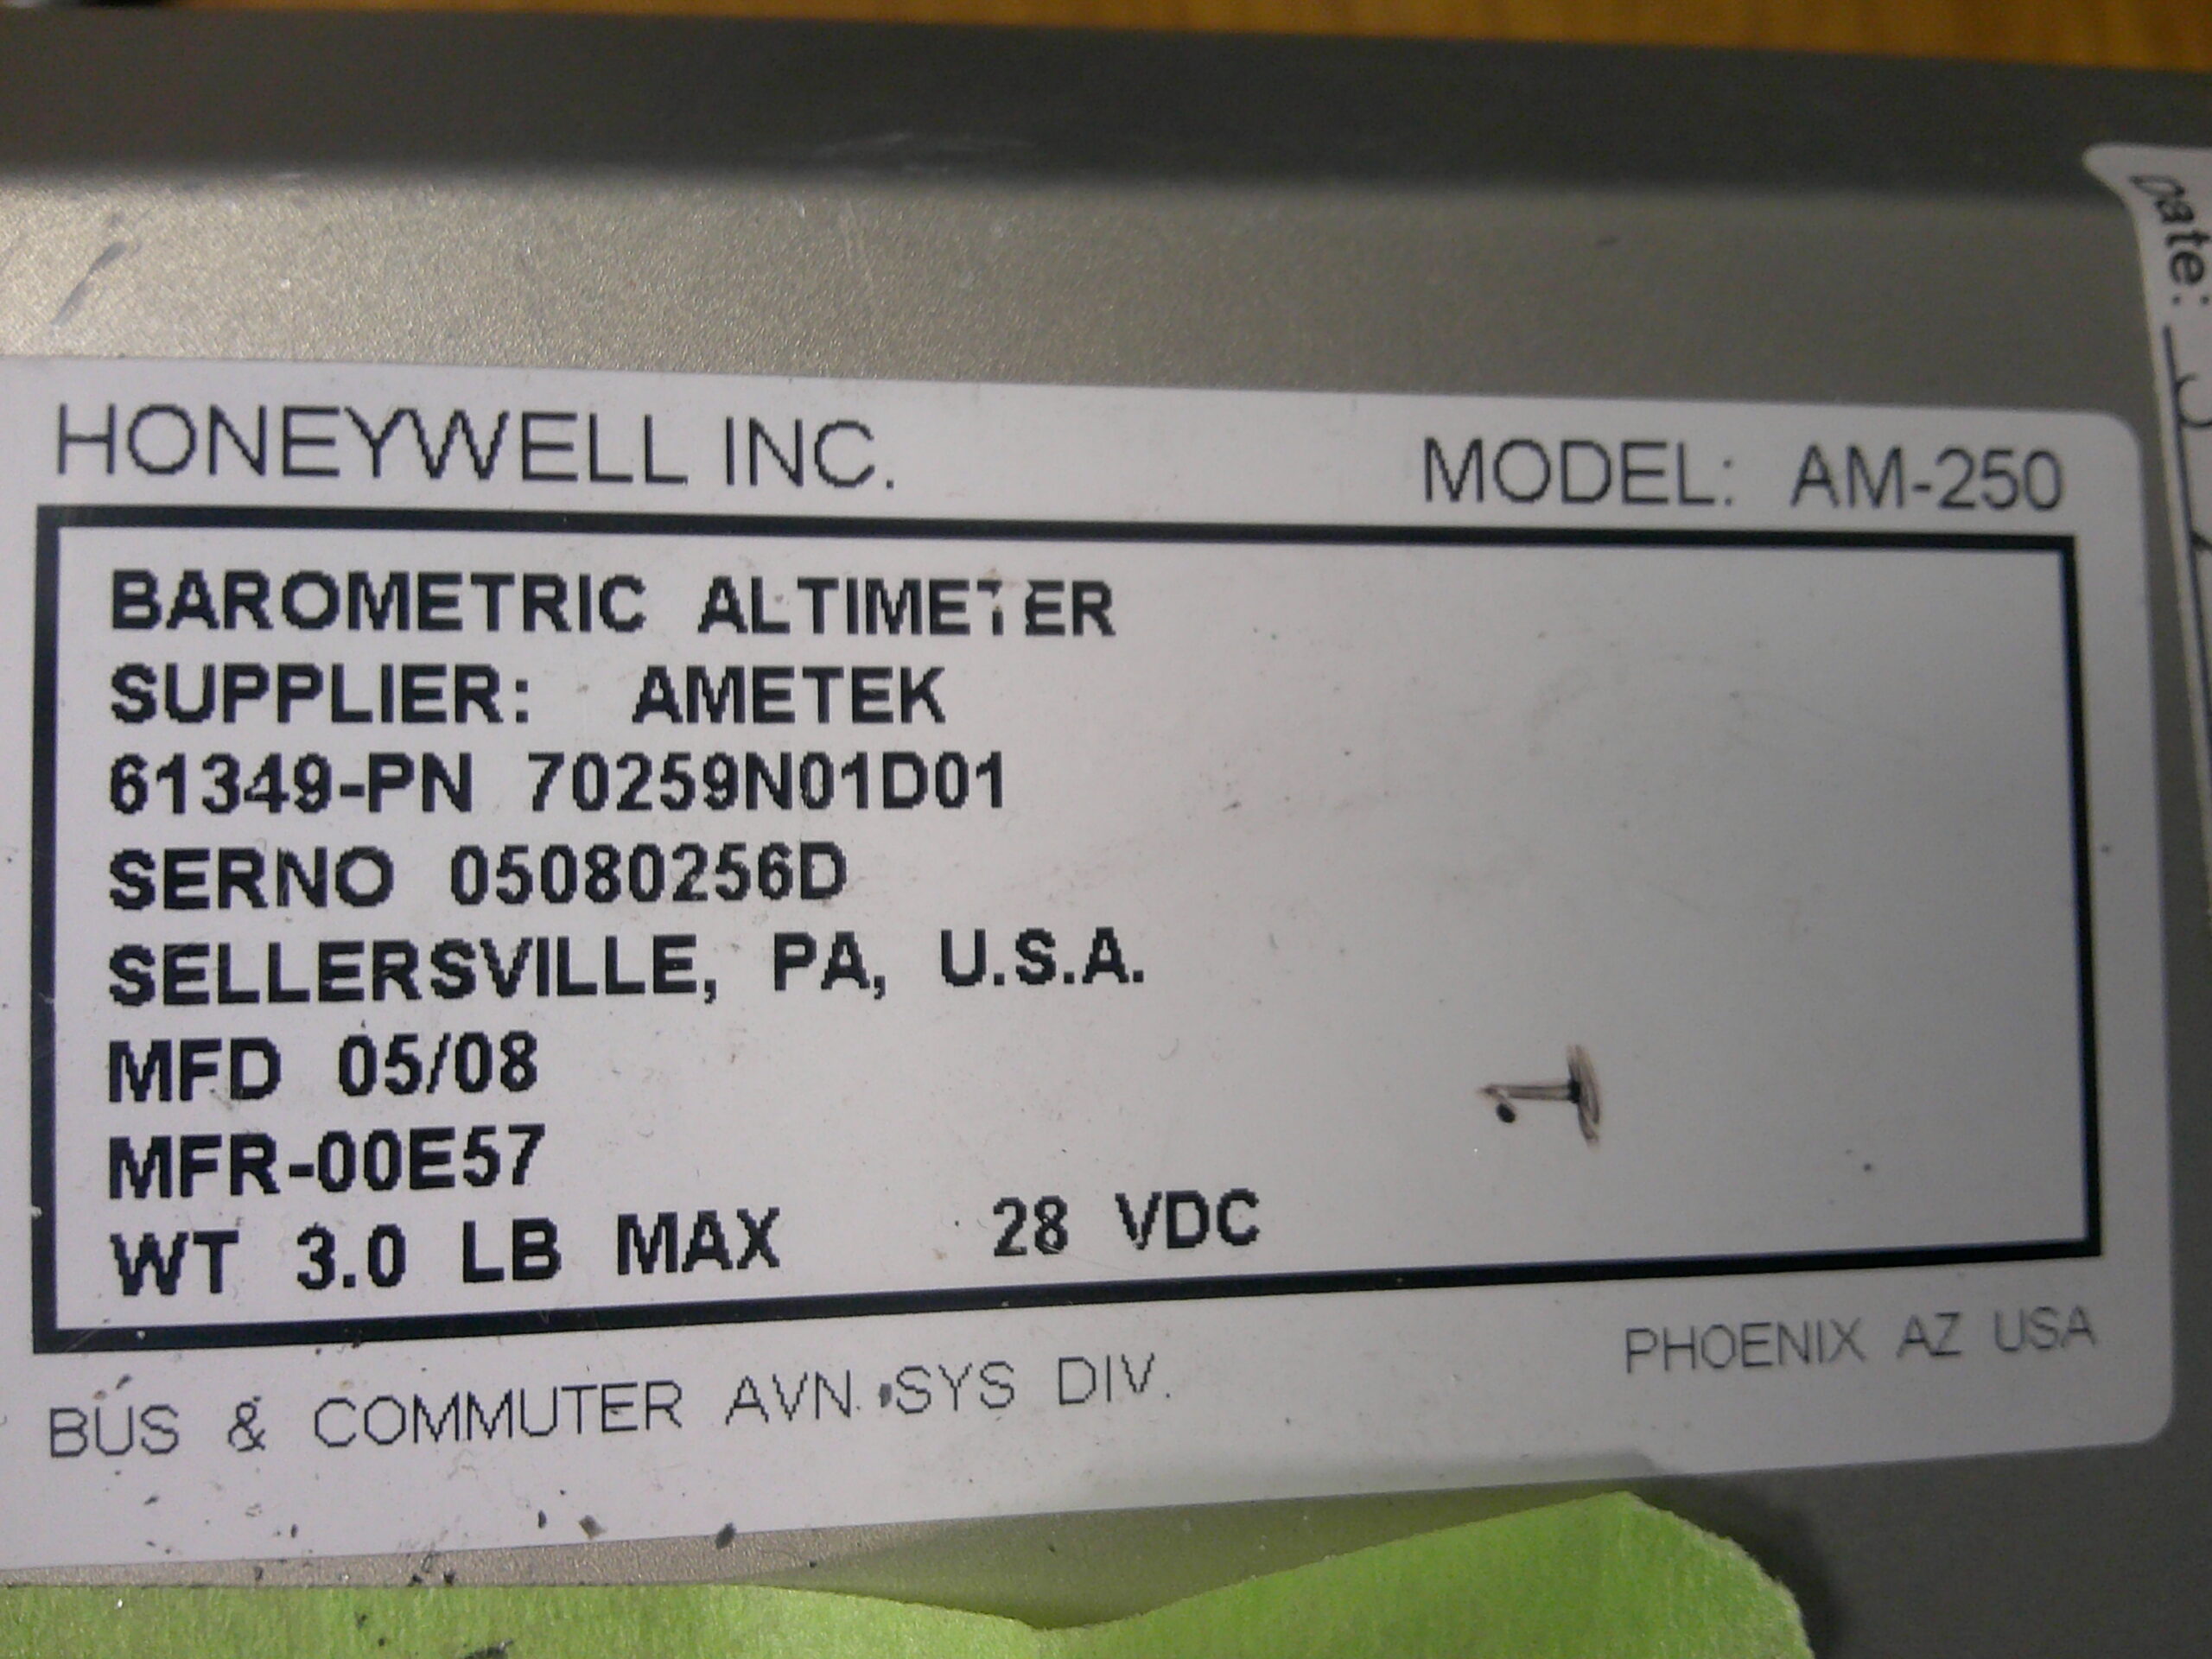 HONEYWELL INC. MODEL: AM-250
BAROMETRIC ALTIMETER
SUPPLIER: AMETEK
61349-PN 70259N01D01
SERNO 05080256D
SELLERSVILLE, PA, U.S.A.
MFD 05/08
MFR-00E57
WT 3.0 LB MAX 28 VDC
BUS & COMMUTER AVN. SYS DIV. PHOENIX AZ USA
Date: